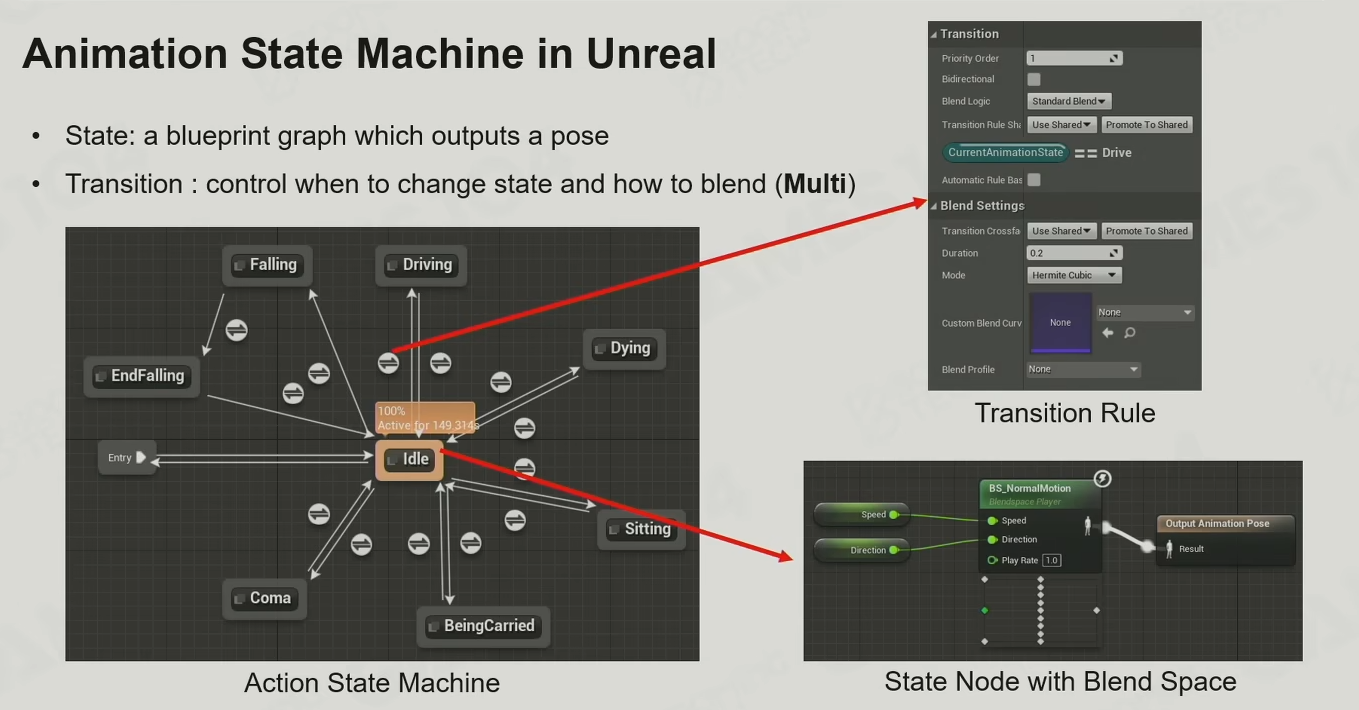 Animation State Machine in Unreal
• State: a blueprint graph which outputs a pose
• Transition : control when to change state and how to blend (Multi)
Falling
Driving
Dying
EndFalling
100%
Active for 149.314s
Entry
Idle
Sitting
Coma
BeingCarried
Action State Machine
Transition
Priority Order 1
Bidirectional
Blend Logic Standard Blend
Transition Rule Sha Use Shared Promote To Shared
CurrentAnimationState == Drive
Automatic Rule Bas
Blend Settings
Transition Crossfa Use Shared Promote To Shared
Duration 0.2
Mode Hermite Cubic
None
Custom Blend Curv None
Blend Profile None
Transition Rule
BS_NormalMotion
Blendspace Player
Speed
Speed
Direction
Direction
Play Rate 1.0
Output Animation Pose
Result
State Node with Blend Space